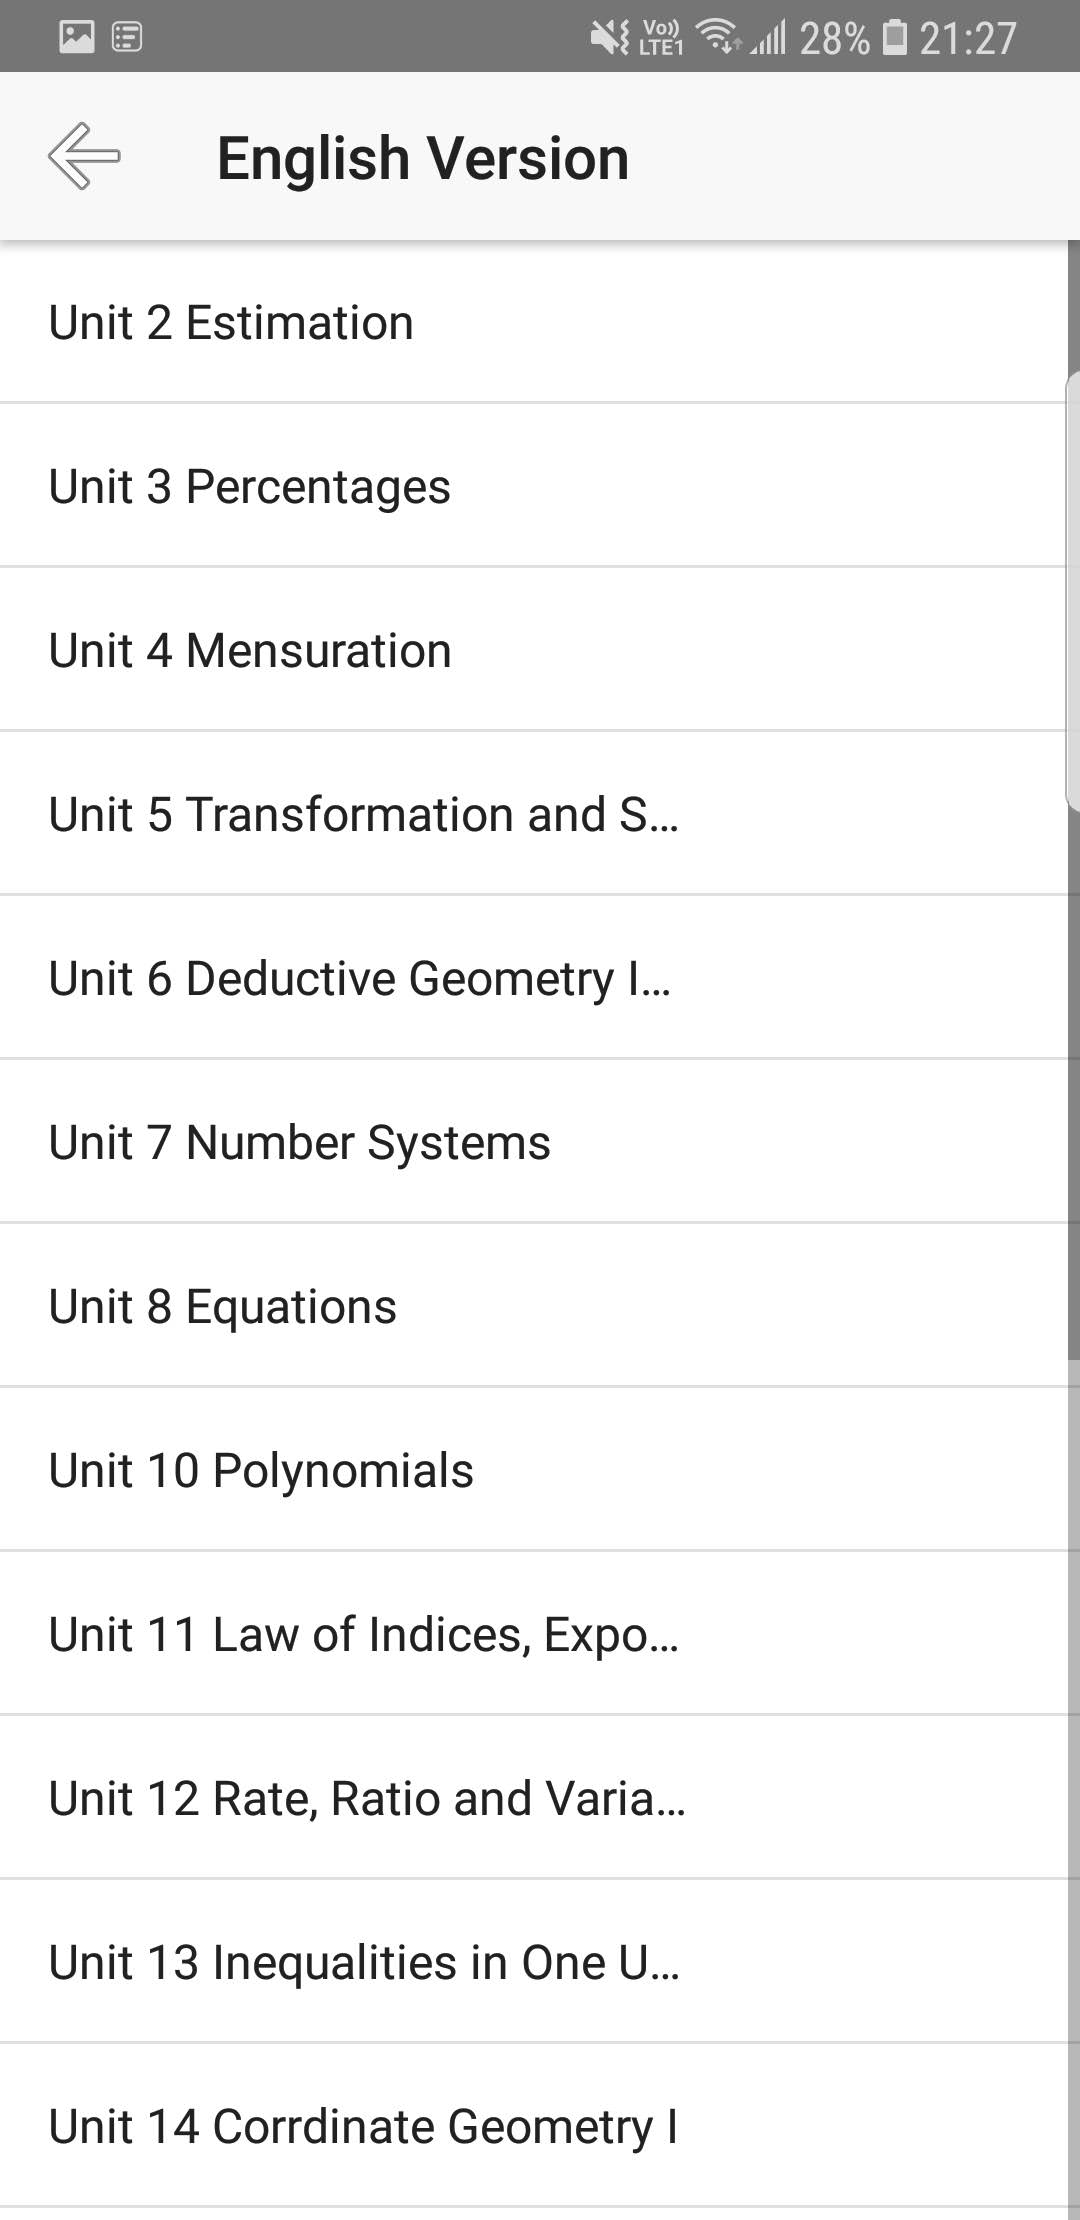 Vo)) LTE1 28% 21:27
English Version
Unit 2 Estimation
Unit 3 Percentages
Unit 4 Mensuration
Unit 5 Transformation and S...
Unit 6 Deductive Geometry I...
Unit 7 Number Systems
Unit 8 Equations
Unit 10 Polynomials
Unit 11 Law of Indices, Expo...
Unit 12 Rate, Ratio and Varia...
Unit 13 Inequalities in One U...
Unit 14 Corrdinate Geometry I